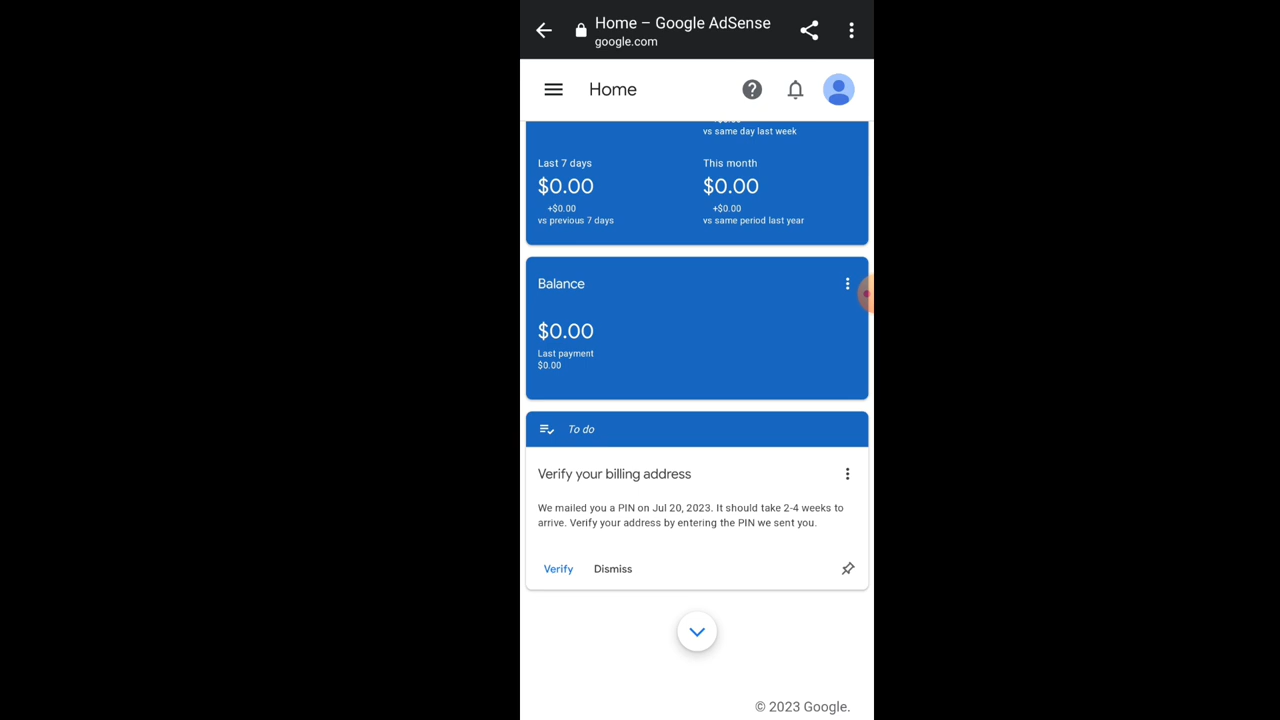 Home – Google AdSense
google.com
Home
vs same day last week
Last 7 days
This month
$0.00
$0.00
+$0.00
+$0.00
vs previous 7 days
vs same period last year
Balance
$0.00
Last payment
$0.00
To do
Verify your billing address
We mailed you a PIN on Jul 20, 2023. It should take 2-4 weeks to
arrive. Verify your address by entering the PIN we sent you.
Verify
Dismiss
© 2023 Google.